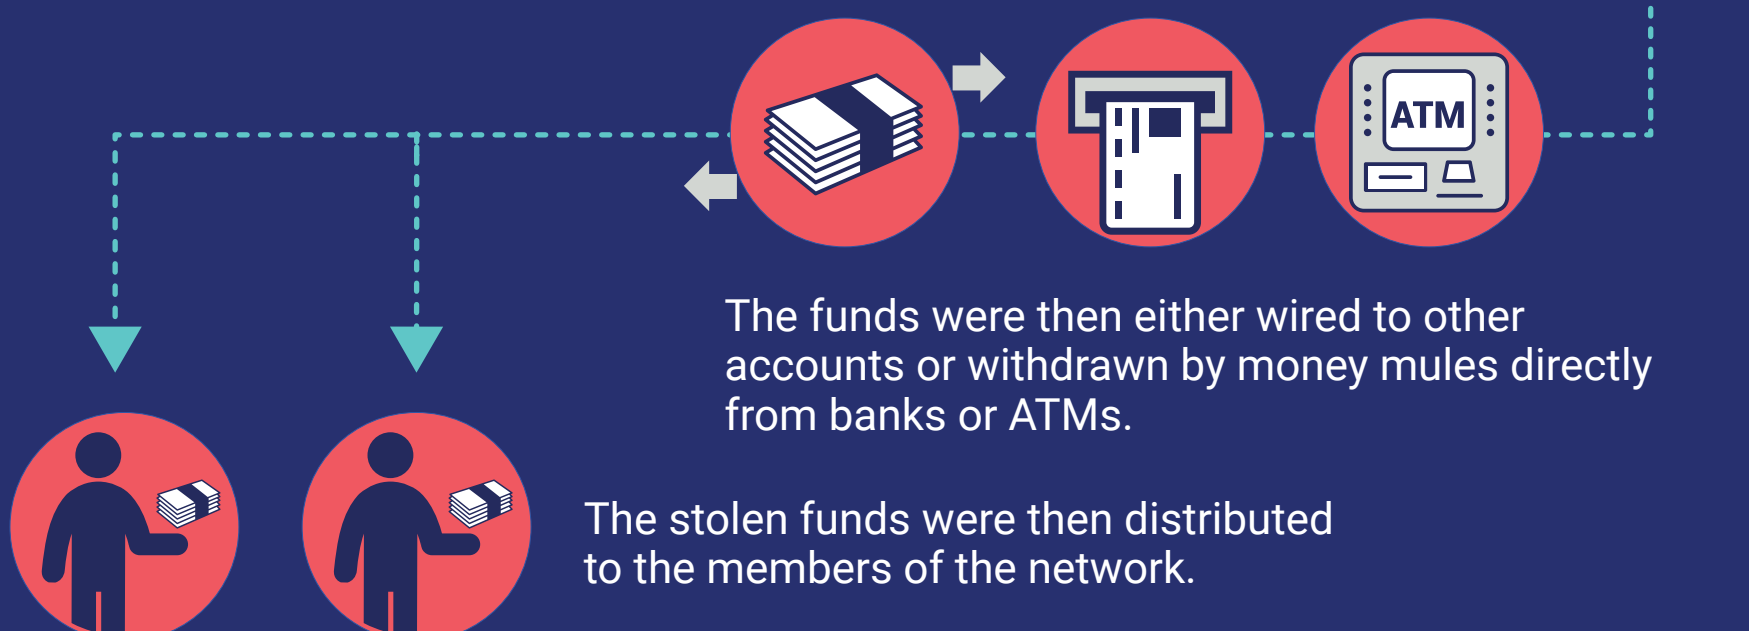 ATM
The funds were then either wired to other
accounts or withdrawn by money mules directly
from banks or ATMs.
The stolen funds were then distributed
to the members of the network.